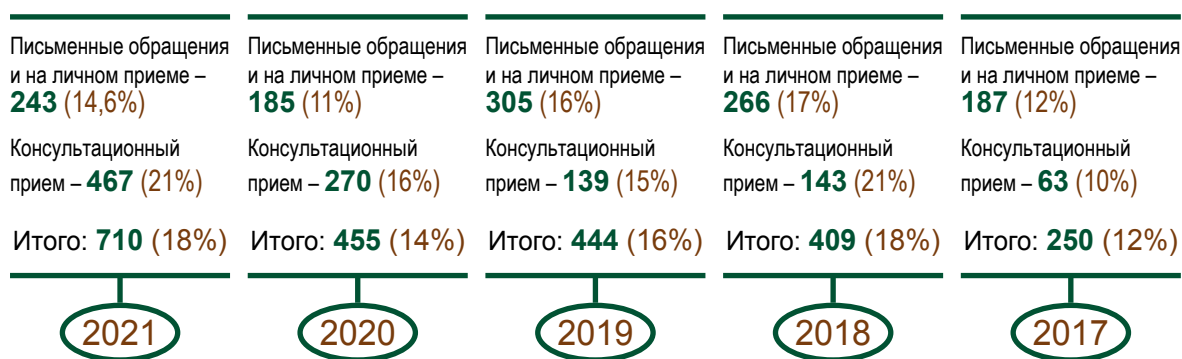 Письменные обращения
и на личном приеме –
243 (14,6%)
Консультационный
прием – 467 (21%)
Итого: 710 (18%)
2021
Письменные обращения
и на личном приеме –
185 (11%)
Консультационный
прием – 270 (16%)
Итого: 455 (14%)
2020
Письменные обращения
и на личном приеме –
305 (16%)
Консультационный
прием – 139 (15%)
Итого: 444 (16%)
2019
Письменные обращения
и на личном приеме –
266 (17%)
Консультационный
прием – 143 (21%)
Итого: 409 (18%)
2018
Письменные обращения
и на личном приеме –
187 (12%)
Консультационный
прием – 63 (10%)
Итого: 250 (12%)
2017